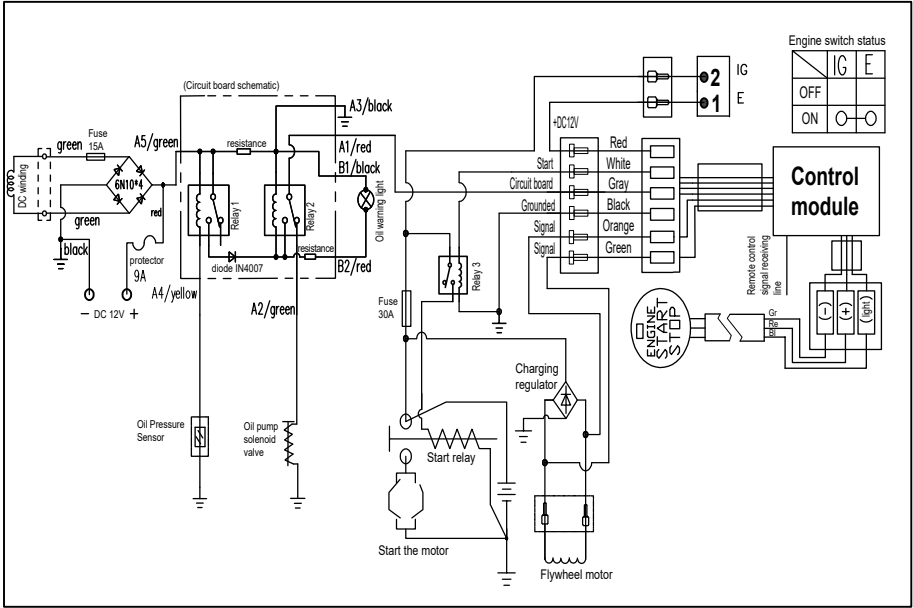 Engine switch status
IG E
OFF
ON
2 IG
1 E
(Circuit board schematic)
A3/black
green
Fuse
15A
A5/green
resistance
A1/red
B1/black
+DC12V
Red
White
Gray
Black
Orange
Green
Start
Circuit board
Grounded
Signal
Signal
Control
module
DC winding
6N10*4
green
red
black
protector
9A
− DC 12V +
Relay 1
Relay 2
Oil warning light
diode IN4007
resistance
B2/red
A4/yellow
A2/green
Relay 3
Fuse
30A
Remote control
signal receiving
line
ENGINE
START
STOP
Gr
Re
Bl
(-)
(+)
(light)
Charging
regulator
Oil Pressure
Sensor
Oil pump
solenoid
valve
Start relay
Start the motor
Flywheel motor